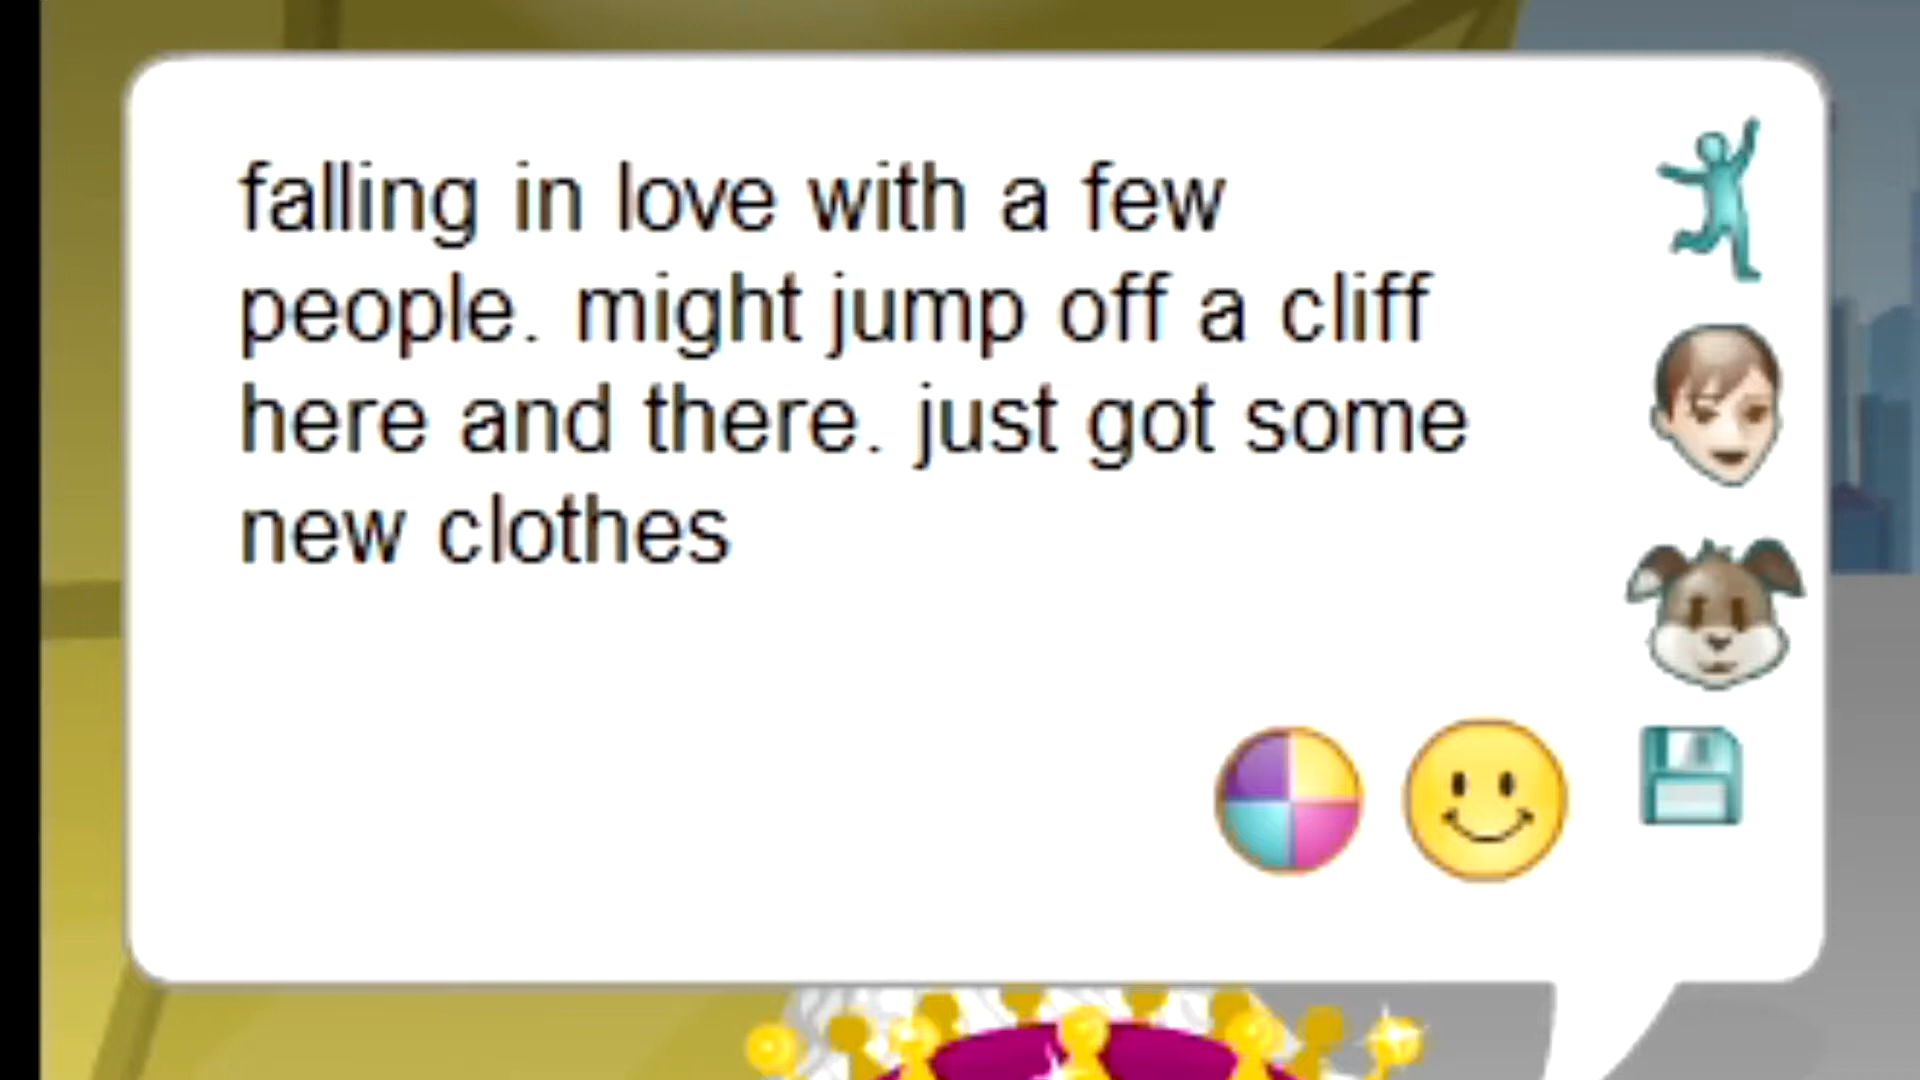 falling in love with a few
people. might jump off a cliff
here and there. just got some
new clothes